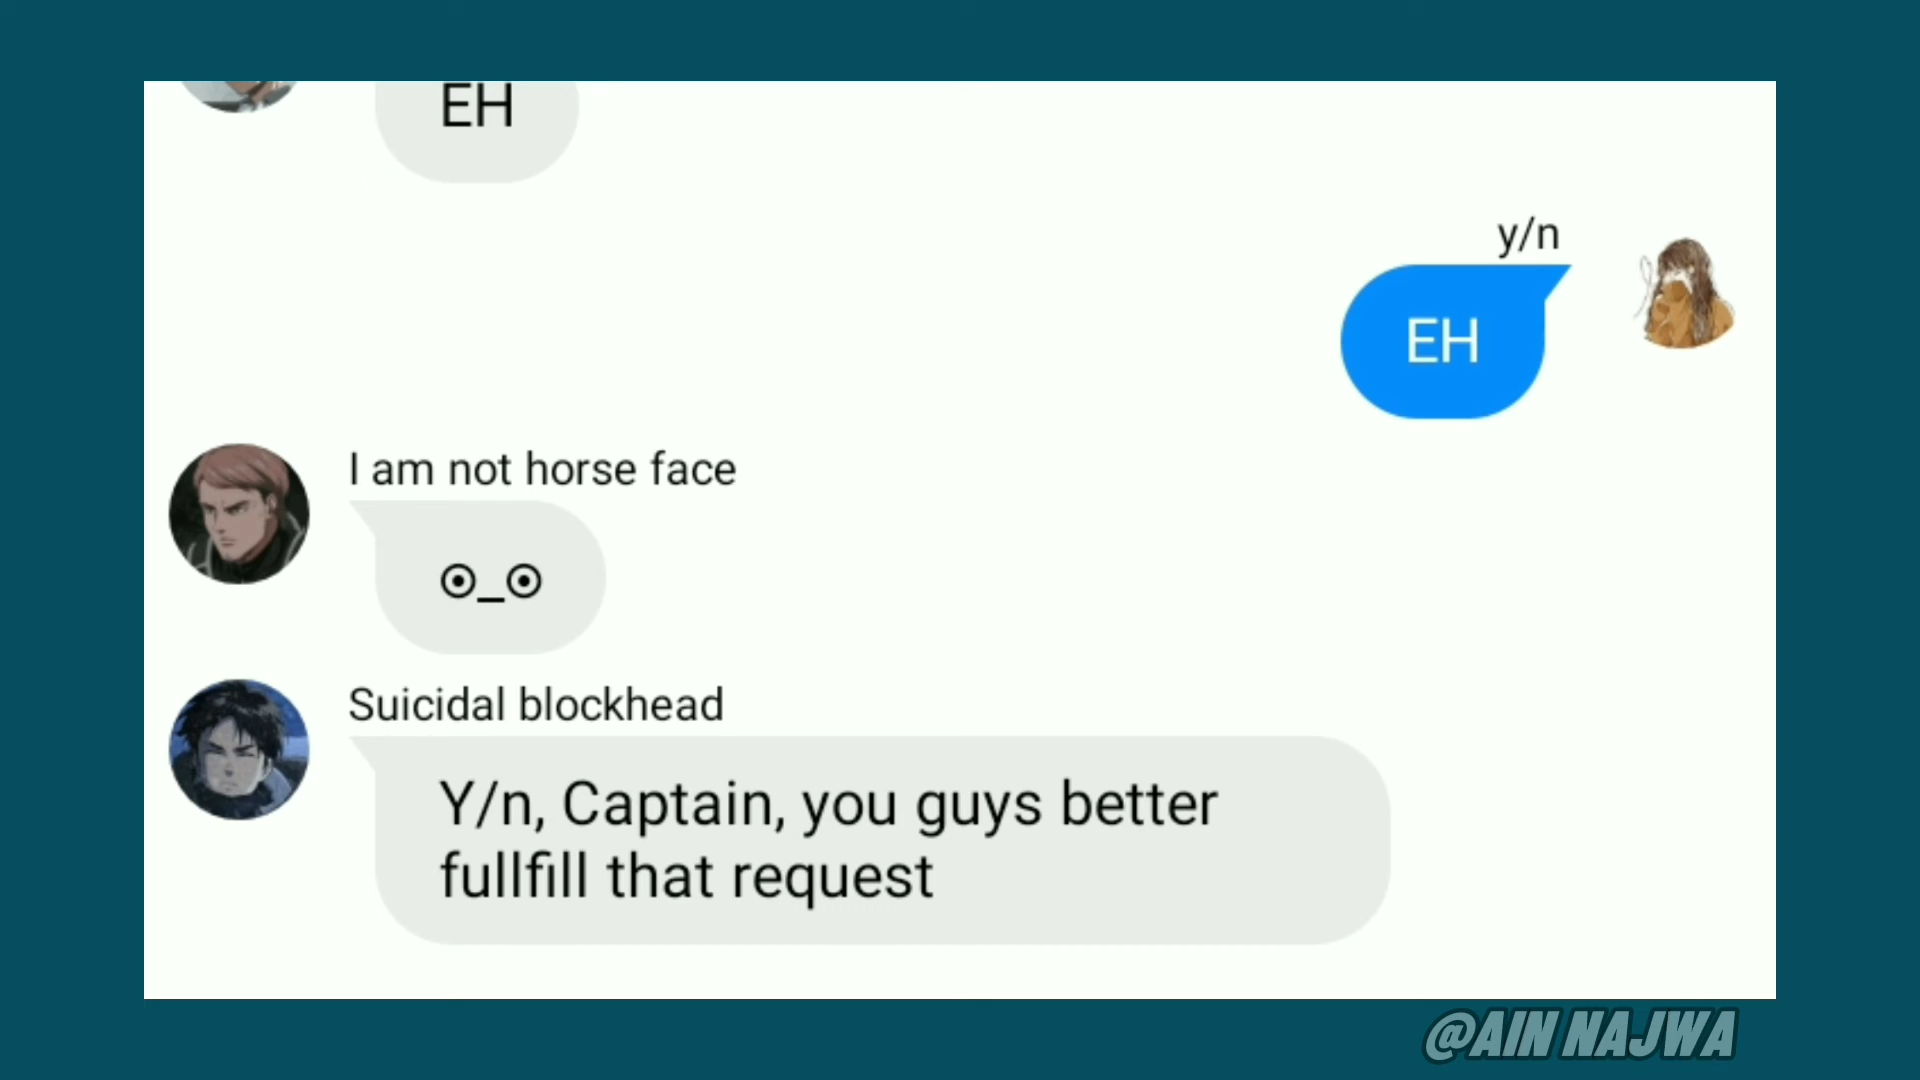 EH
y/n
EH
I am not horse face
⊙_⊙
Suicidal blockhead
Y/n, Captain, you guys better
fullfill that request
@AIN NAJWA